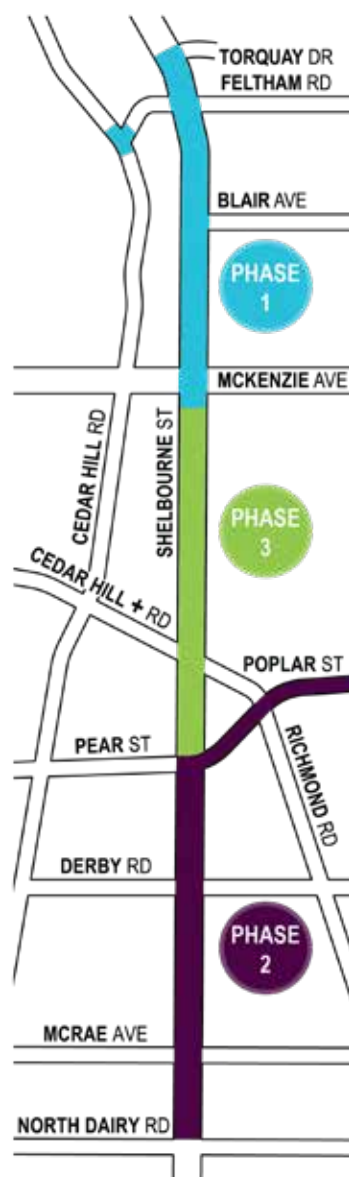 TORQUAY DR
FELTHAM RD
BLAIR AVE
PHASE
1
MCKENZIE AVE
CEDAR HILL RD
SHELBOURNE ST
PHASE
3
CEDAR HILL + RD
POPLAR ST
PEAR ST
RICHMOND RD
DERBY RD
PHASE
2
MCRAE AVE
NORTH DAIRY RD